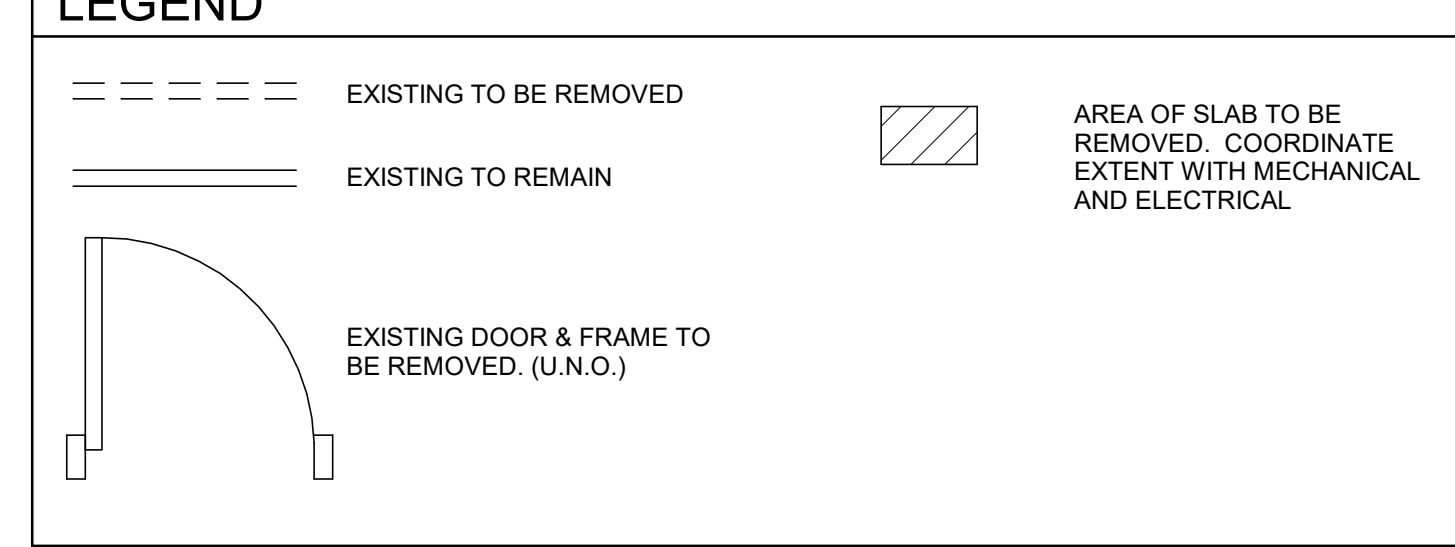 LEGEND
EXISTING TO BE REMOVED
EXISTING TO REMAIN
EXISTING DOOR & FRAME TO
BE REMOVED. (U.N.O.)
AREA OF SLAB TO BE
REMOVED. COORDINATE
EXTENT WITH MECHANICAL
AND ELECTRICAL